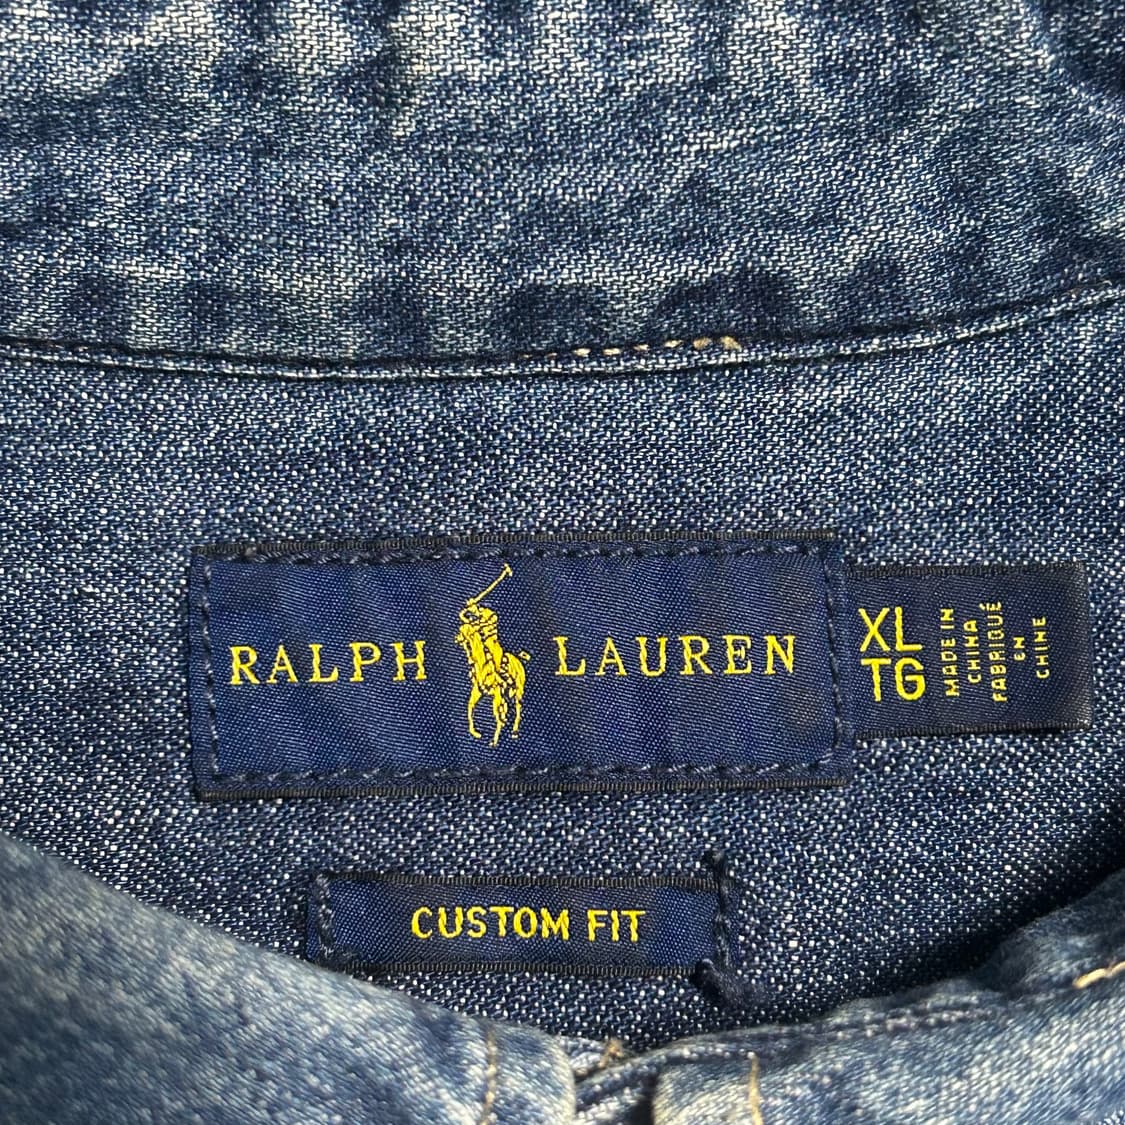 RALPH LAUREN
XL
TG
MADE IN
CHINA
FABRIQUÉ
EN
CHINE
CUSTOM FIT